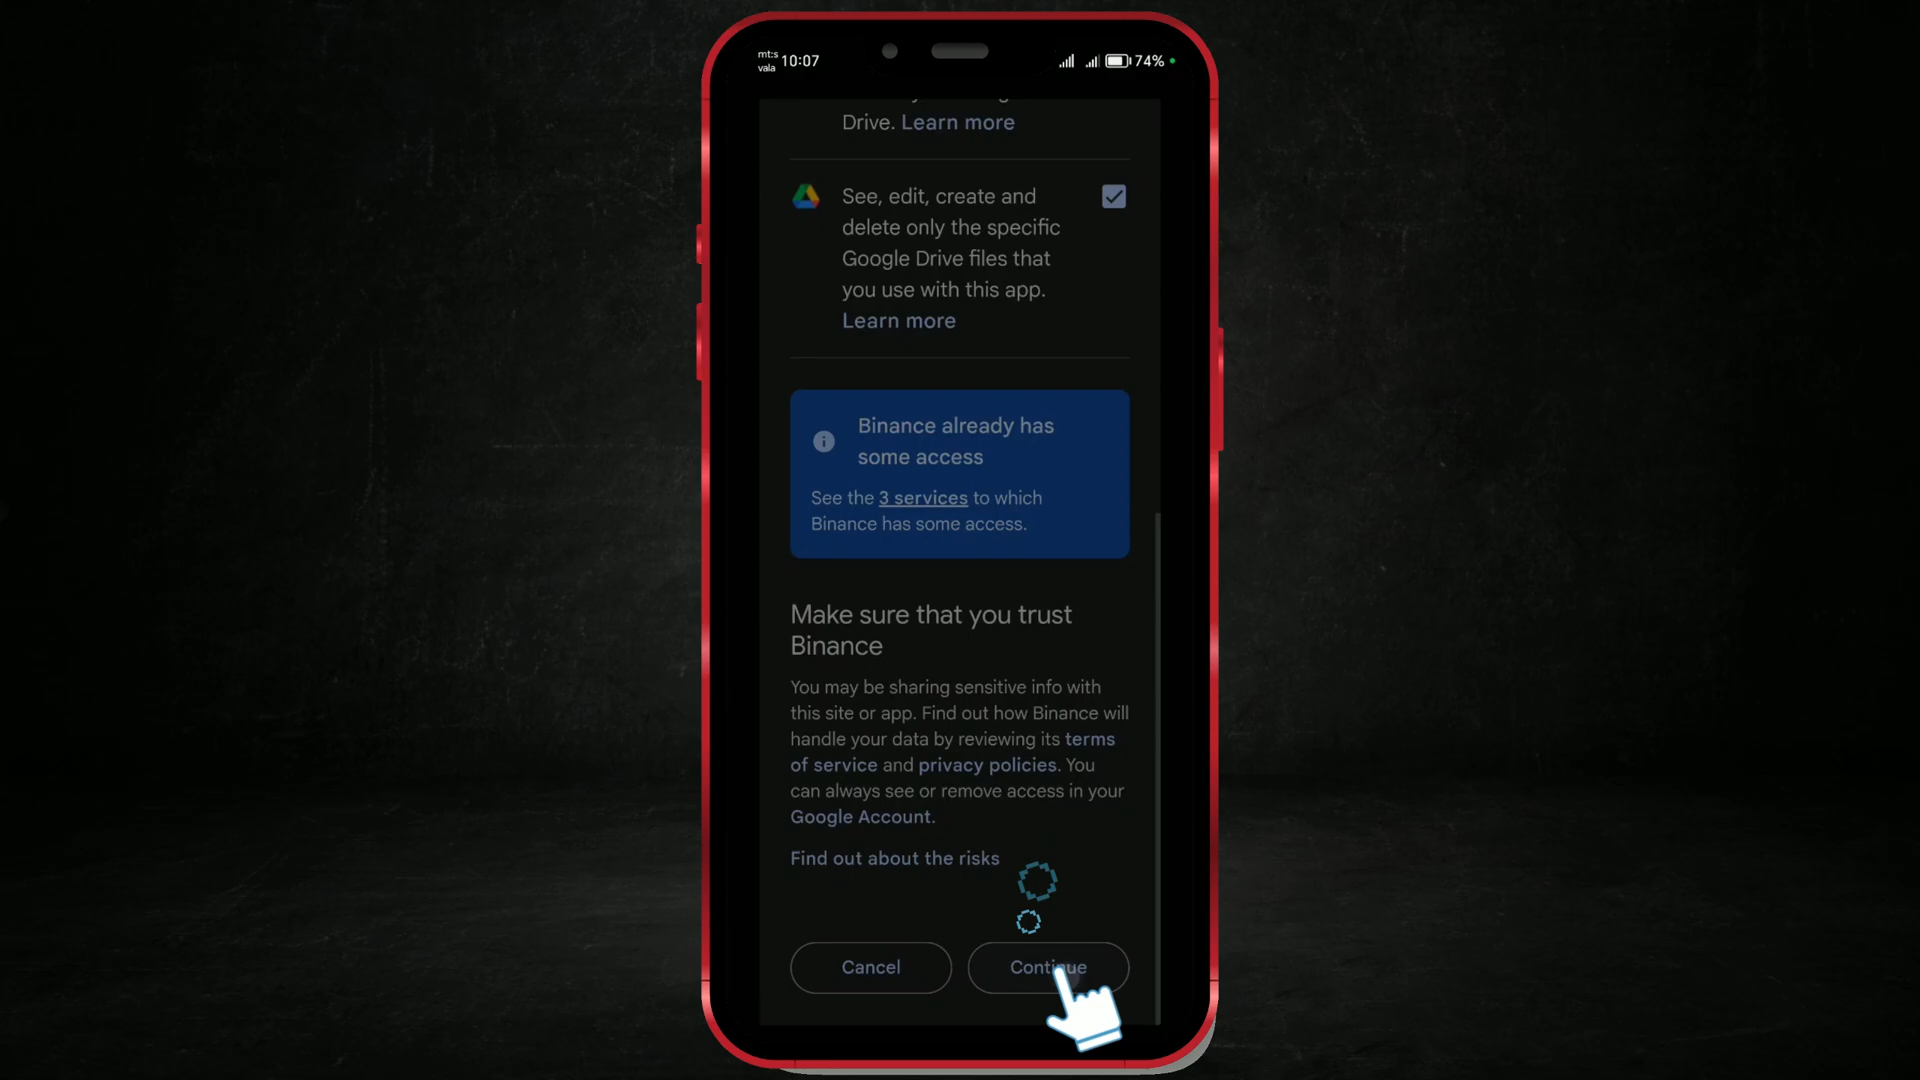 mt:s
vala
10:07
74%
Drive. Learn more
See, edit, create and
delete only the specific
Google Drive files that
you use with this app.
Learn more
Binance already has
some access
See the 3 services to which
Binance has some access.
Make sure that you trust
Binance
You may be sharing sensitive info with
this site or app. Find out how Binance will
handle your data by reviewing its terms
of service and privacy policies. You
can always see or remove access in your
Google Account.
Find out about the risks
Cancel
Continue